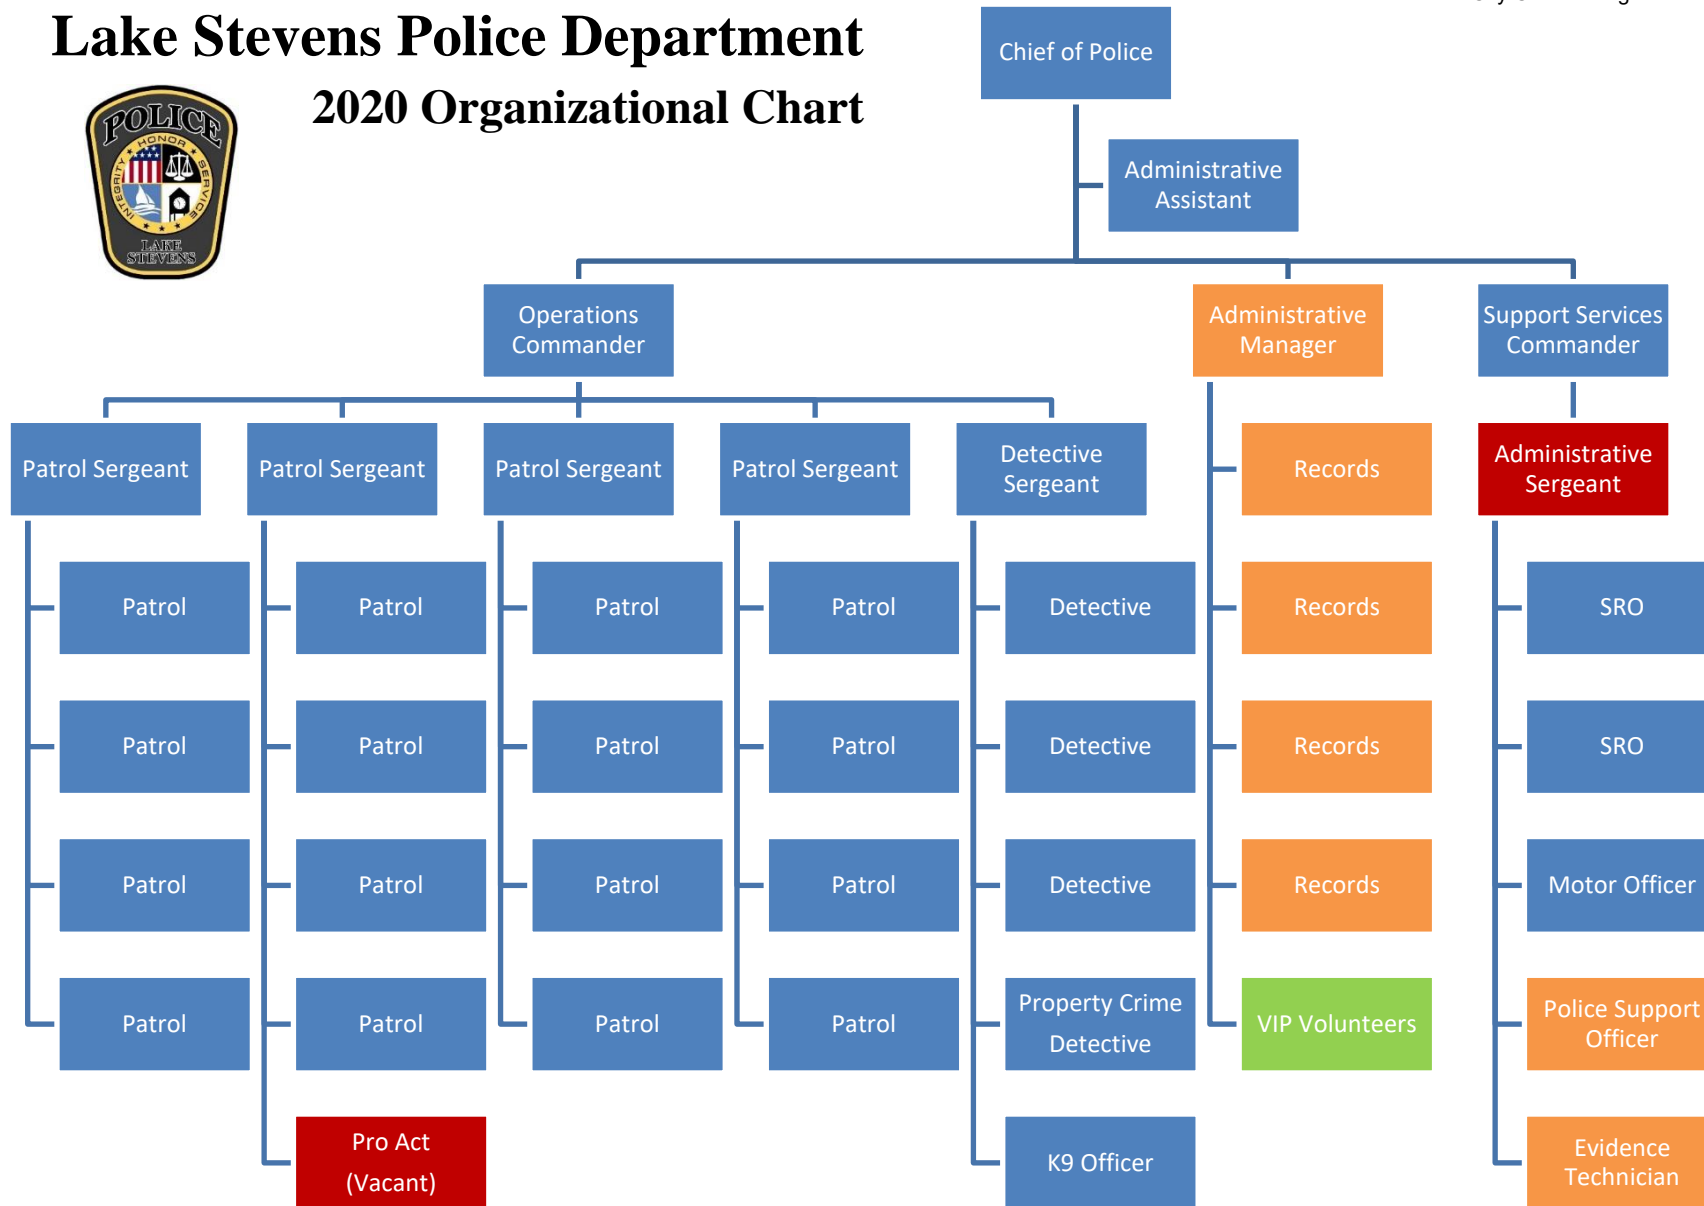 Lake Stevens Police Department
2020 Organizational Chart
POLICE
HONOR
INTEGRITY
SERVICE
LAKE
STEVENS
Chief of Police
Administrative
Assistant
Operations
Commander
Administrative
Manager
Support Services
Commander
Patrol Sergeant
Patrol Sergeant
Patrol Sergeant
Patrol Sergeant
Detective
Sergeant
Records
Administrative
Sergeant
Patrol
Patrol
Patrol
Patrol
Detective
Records
SRO
Patrol
Patrol
Patrol
Patrol
Detective
Records
SRO
Patrol
Patrol
Patrol
Patrol
Detective
Records
Motor Officer
Patrol
Patrol
Patrol
Patrol
Property Crime
Detective
VIP Volunteers
Police Support
Officer
Pro Act
(Vacant)
K9 Officer
Evidence
Technician